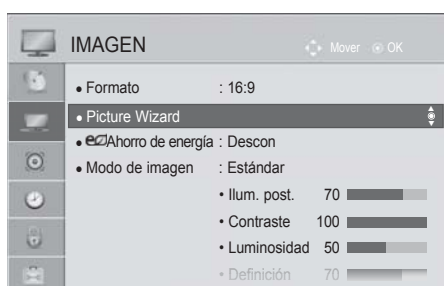 IMAGEN Mover OK
• Formato : 16:9
• Picture Wizard
• Ahorro de energía : Descon
• Modo de imagen : Estándar
• Ilum. post. 70
• Contraste 100
• Luminosidad 50
• Definición 70